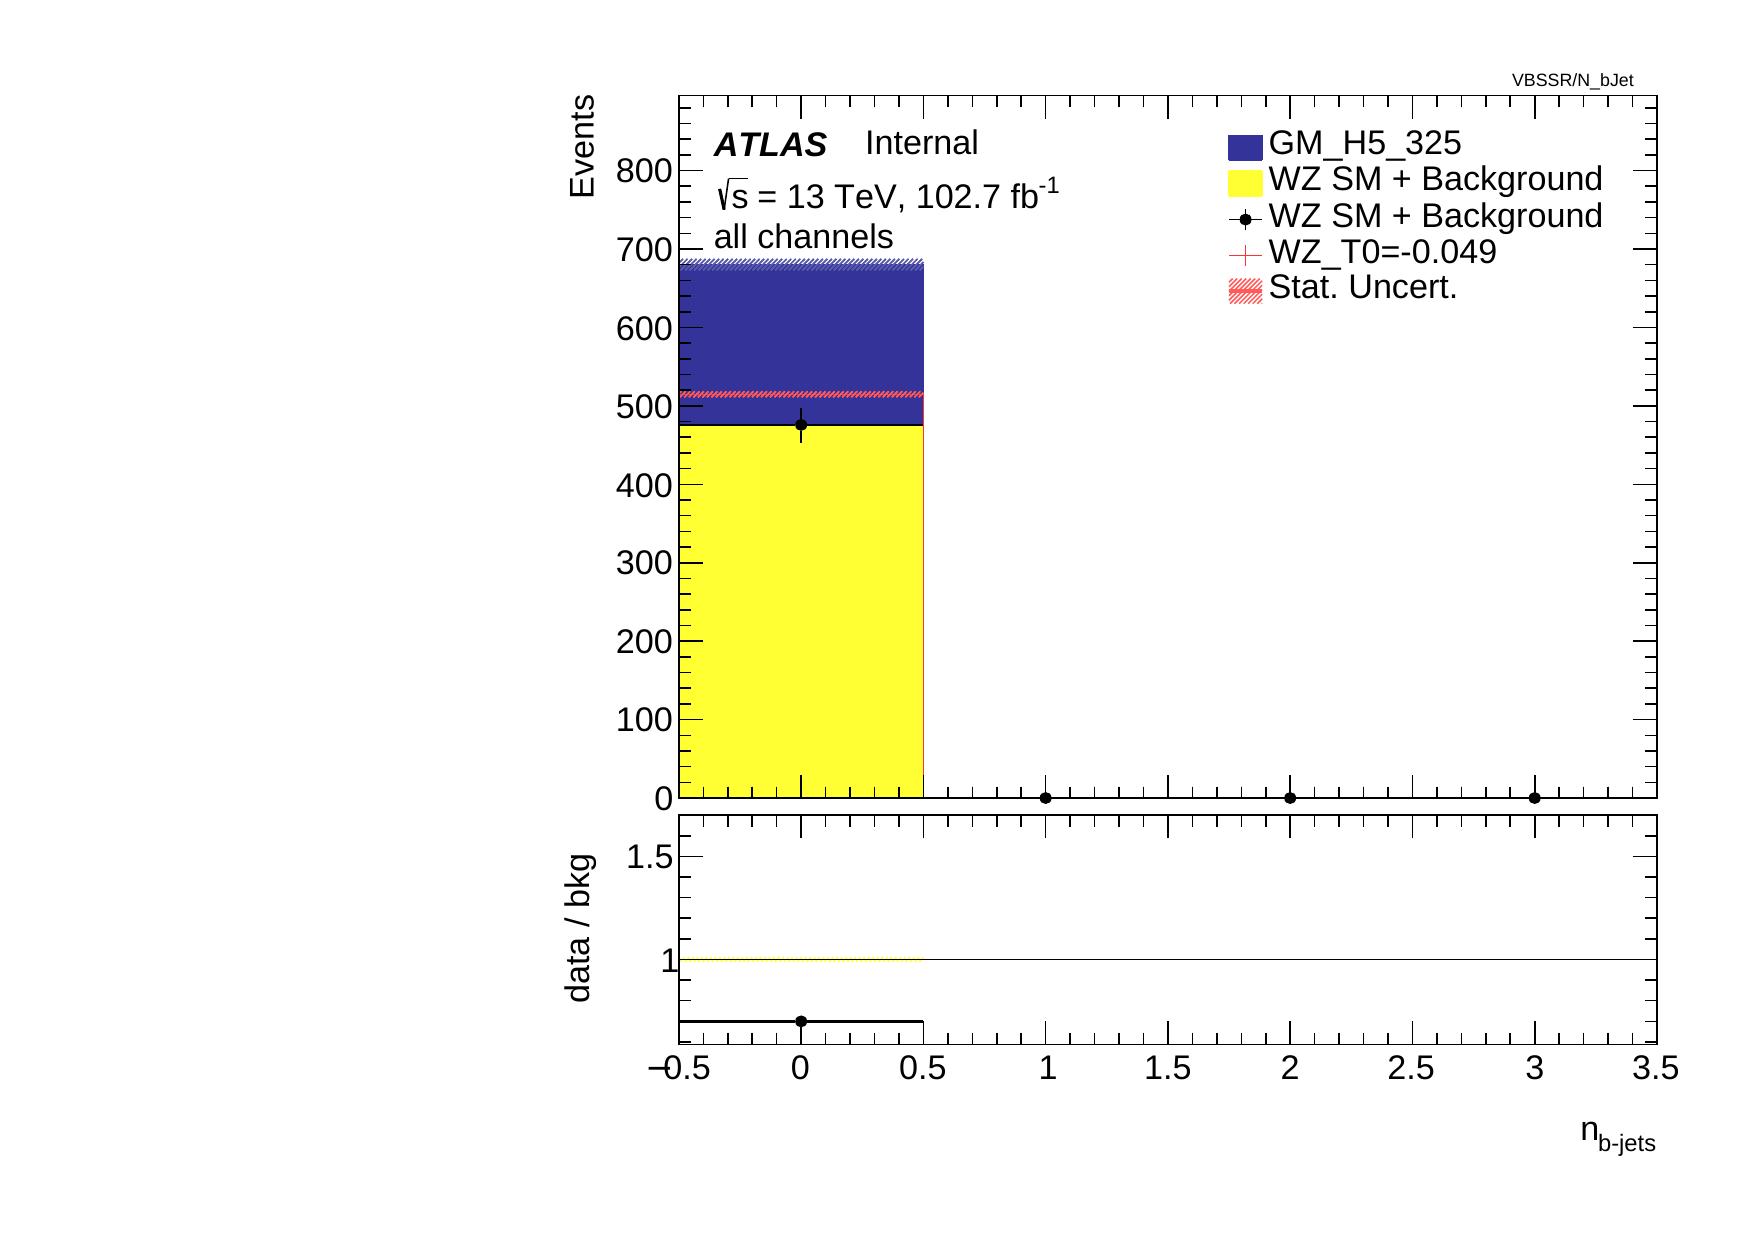 VBSSR/N_bJet
Events
ATLAS Internal
√s = 13 TeV, 102.7 fb-1
all channels
GM_H5_325
WZ SM + Background
WZ SM + Background
WZ_T0=-0.049
Stat. Uncert.
800
700
600
500
400
300
200
100
0
data / bkg
1.5
1
−0.5 0 0.5 1 1.5 2 2.5 3 3.5
nb-jets